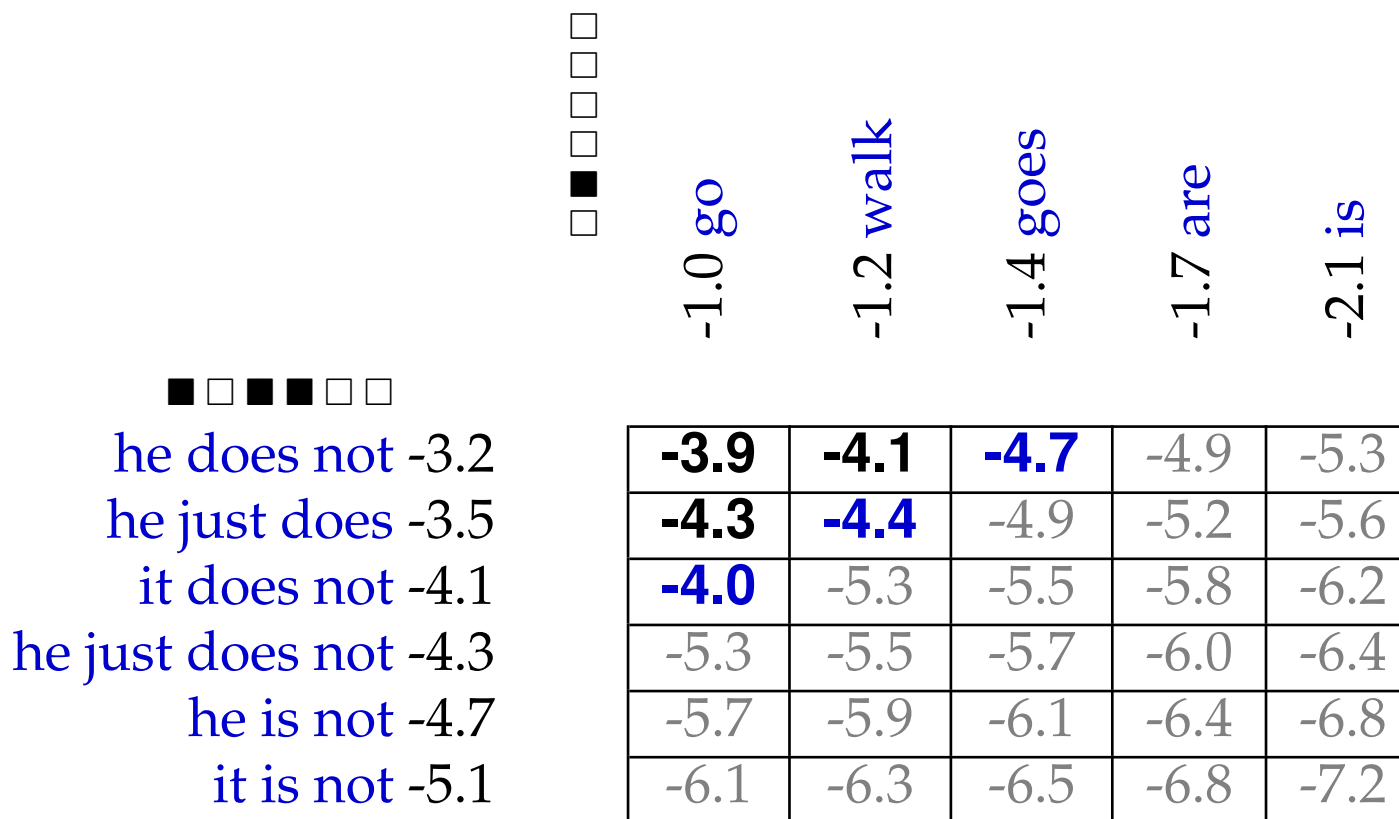 -1.0 go
-1.2 walk
-1.4 goes
-1.7 are
-2.1 is
he does not -3.2 -3.9 -4.1 -4.7 -4.9 -5.3
he just does -3.5 -4.3 -4.4 -4.9 -5.2 -5.6
it does not -4.1 -4.0 -5.3 -5.5 -5.8 -6.2
he just does not -4.3 -5.3 -5.5 -5.7 -6.0 -6.4
he is not -4.7 -5.7 -5.9 -6.1 -6.4 -6.8
it is not -5.1 -6.1 -6.3 -6.5 -6.8 -7.2